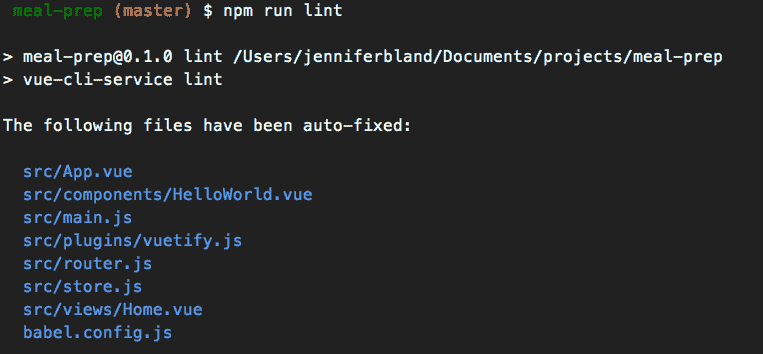 meal-prep (master) $ npm run lint
> meal-prep@0.1.0 lint /Users/jenniferbland/Documents/projects/meal-prep
> vue-cli-service lint
The following files have been auto-fixed:
src/App.vue
src/components/HelloWorld.vue
src/main.js
src/plugins/vuetify.js
src/router.js
src/store.js
src/views/Home.vue
babel.config.js